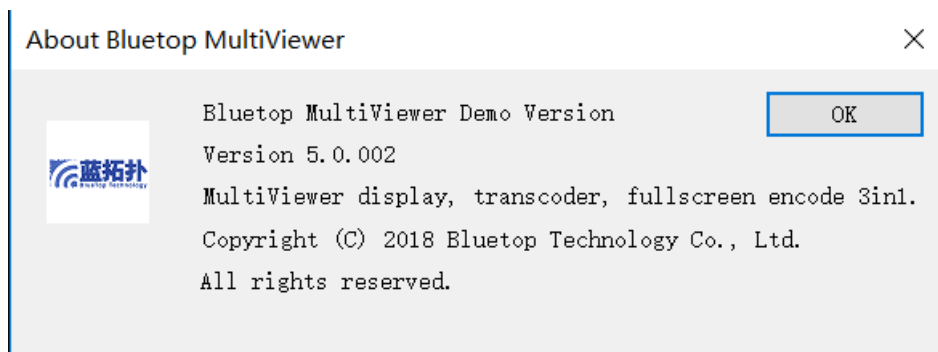 About Bluetop MultiViewer
Bluetop MultiViewer Demo Version
OK
Version 5.0.002
蓝拓扑
BlueTop Technology
MultiViewer display, transcoder, fullscreen encode 3in1.
Copyright (C) 2018 Bluetop Technology Co., Ltd.
All rights reserved.